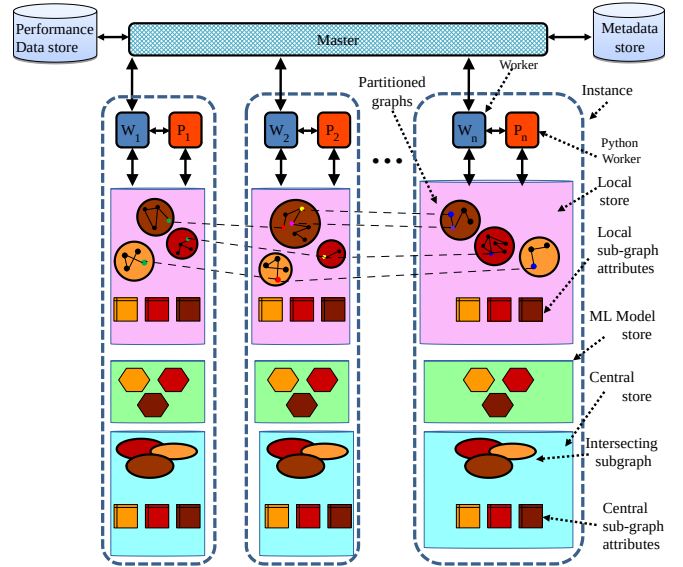 Performance
Data store
Master
Metadata
store
Worker
Partitioned
graphs
Instance
W1
P1
W2
P2
...
Wn
Pn
Python
Worker
Local
store
Local
sub-graph
attributes
ML Model
store
Central
store
Intersecting
subgraph
Central
sub-graph
attributes